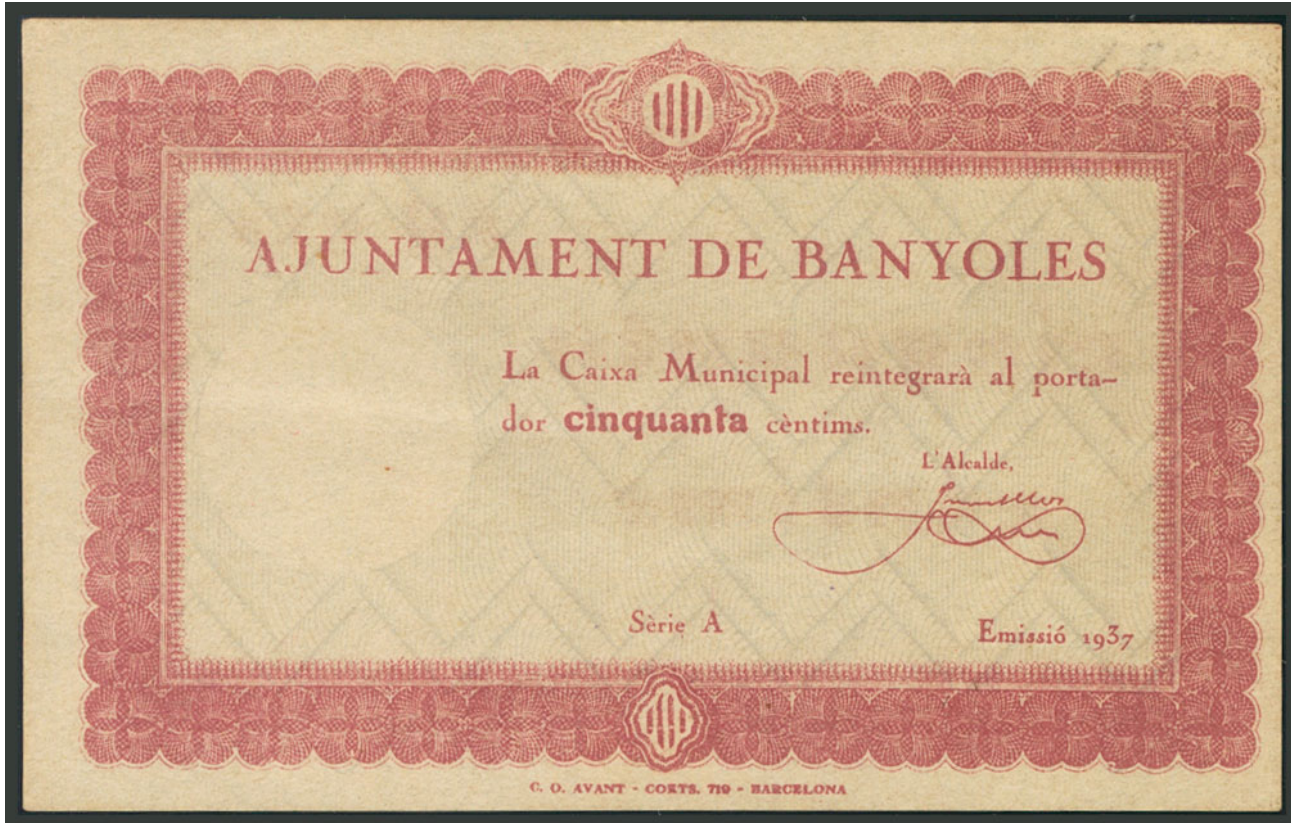 AJUNTAMENT DE BANYOLES
La Caixa Municipal reintegrarà al porta-
dor cinquanta cèntims.
L'Alcalde,
Sèrie A
Emissió 1937
C. O. AVANT - CORTS, 719 - BARCELONA